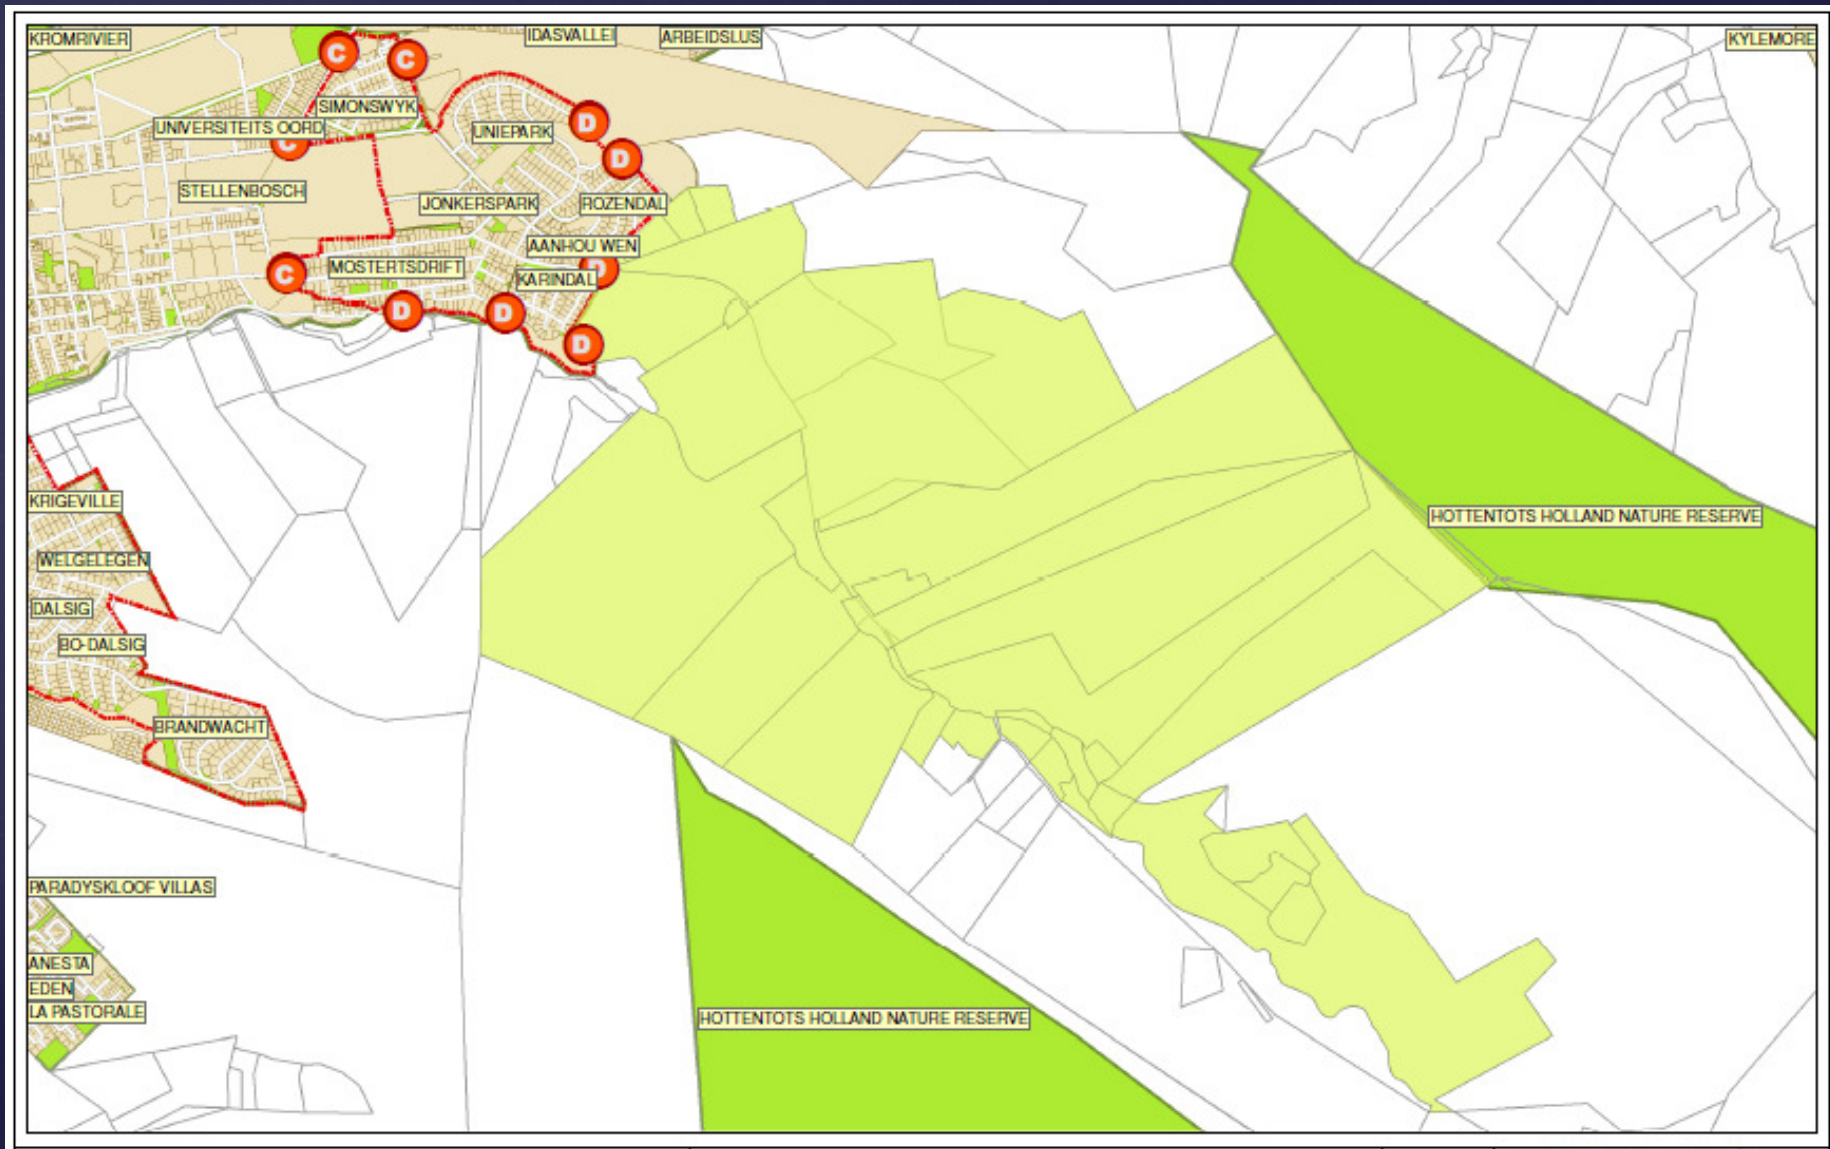 KROMRIVIER
IDASVALLEI
ARBEIDSLUS
KYLEMORE
C
C
SIMONSWYK
UNIVERSITEITS OORD
C
UNIEPARK
D
D
STELLENBOSCH
JONKERSPARK
ROZENDAL
AANHOU WEN
MOSTERTSDRIFT
KARINDAL
D
C
D
D
D
KRIGEVILLE
WELGELEGEN
DALSIG
BO-DALSIG
BRANDWACHT
HOTTENTOTS HOLLAND NATURE RESERVE
PARADYSKLOOF VILLAS
ANESTA
EDEN
LA PASTORALE
HOTTENTOTS HOLLAND NATURE RESERVE